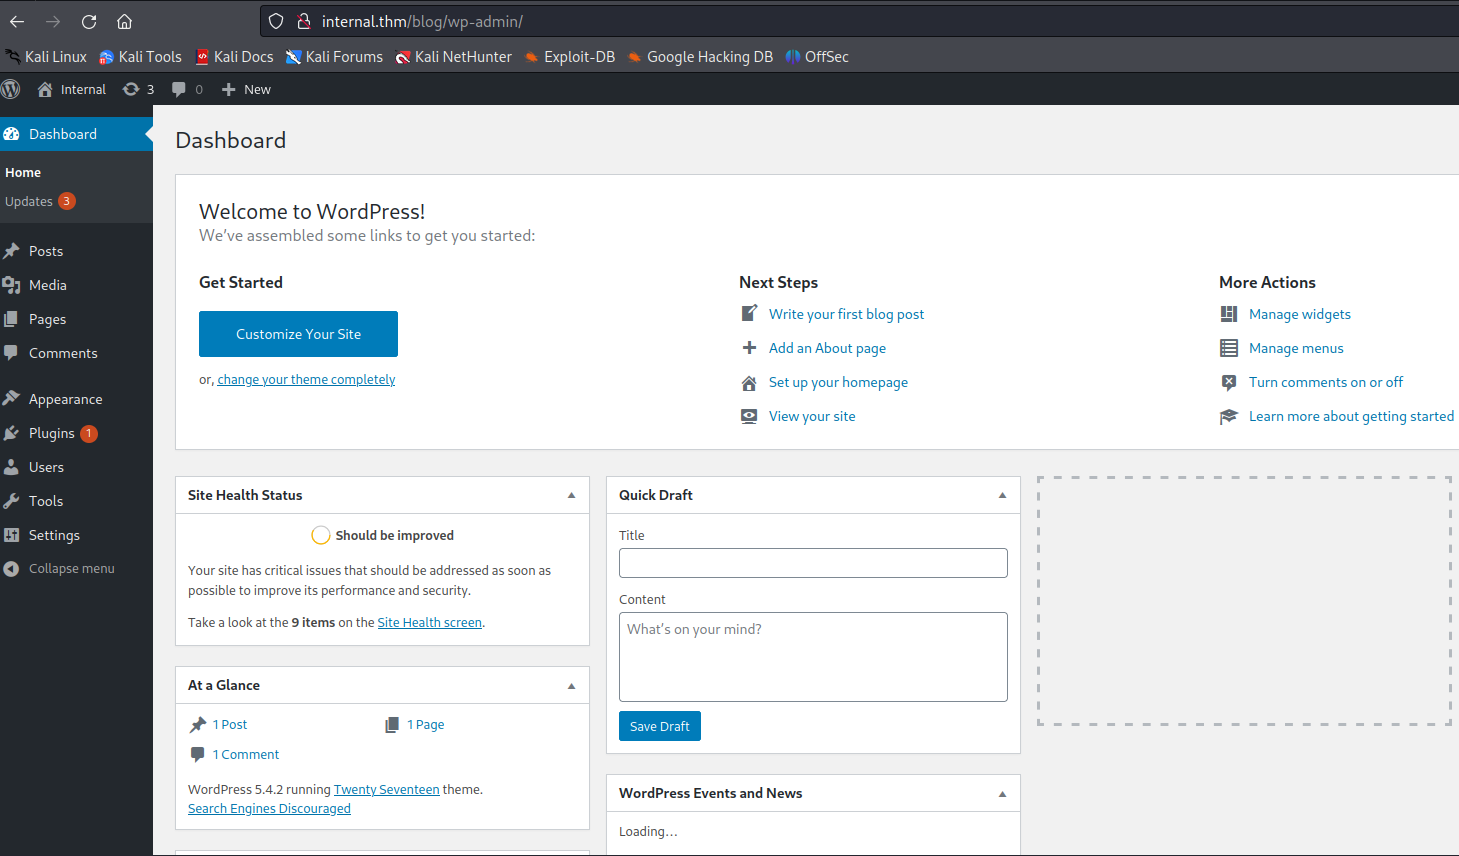 internal.thm/blog/wp-admin/
Kali Linux Kali Tools Kali Docs Kali Forums Kali NetHunter Exploit-DB Google Hacking DB OffSec
Internal 3 0 New
Dashboard
Home
Updates 3
Posts
Media
Pages
Comments
Appearance
Plugins 1
Users
Tools
Settings
Collapse menu
Dashboard
Welcome to WordPress!
We've assembled some links to get you started:
Get Started
Customize Your Site
or, change your theme completely
Next Steps
Write your first blog post
Add an About page
Set up your homepage
View your site
More Actions
Manage widgets
Manage menus
Turn comments on or off
Learn more about getting started
Site Health Status
Should be improved
Your site has critical issues that should be addressed as soon as
possible to improve its performance and security.
Take a look at the 9 items on the Site Health screen.
At a Glance
1 Post 1 Page
1 Comment
WordPress 5.4.2 running Twenty Seventeen theme.
Search Engines Discouraged
Quick Draft
Title
Content
What's on your mind?
Save Draft
WordPress Events and News
Loading…